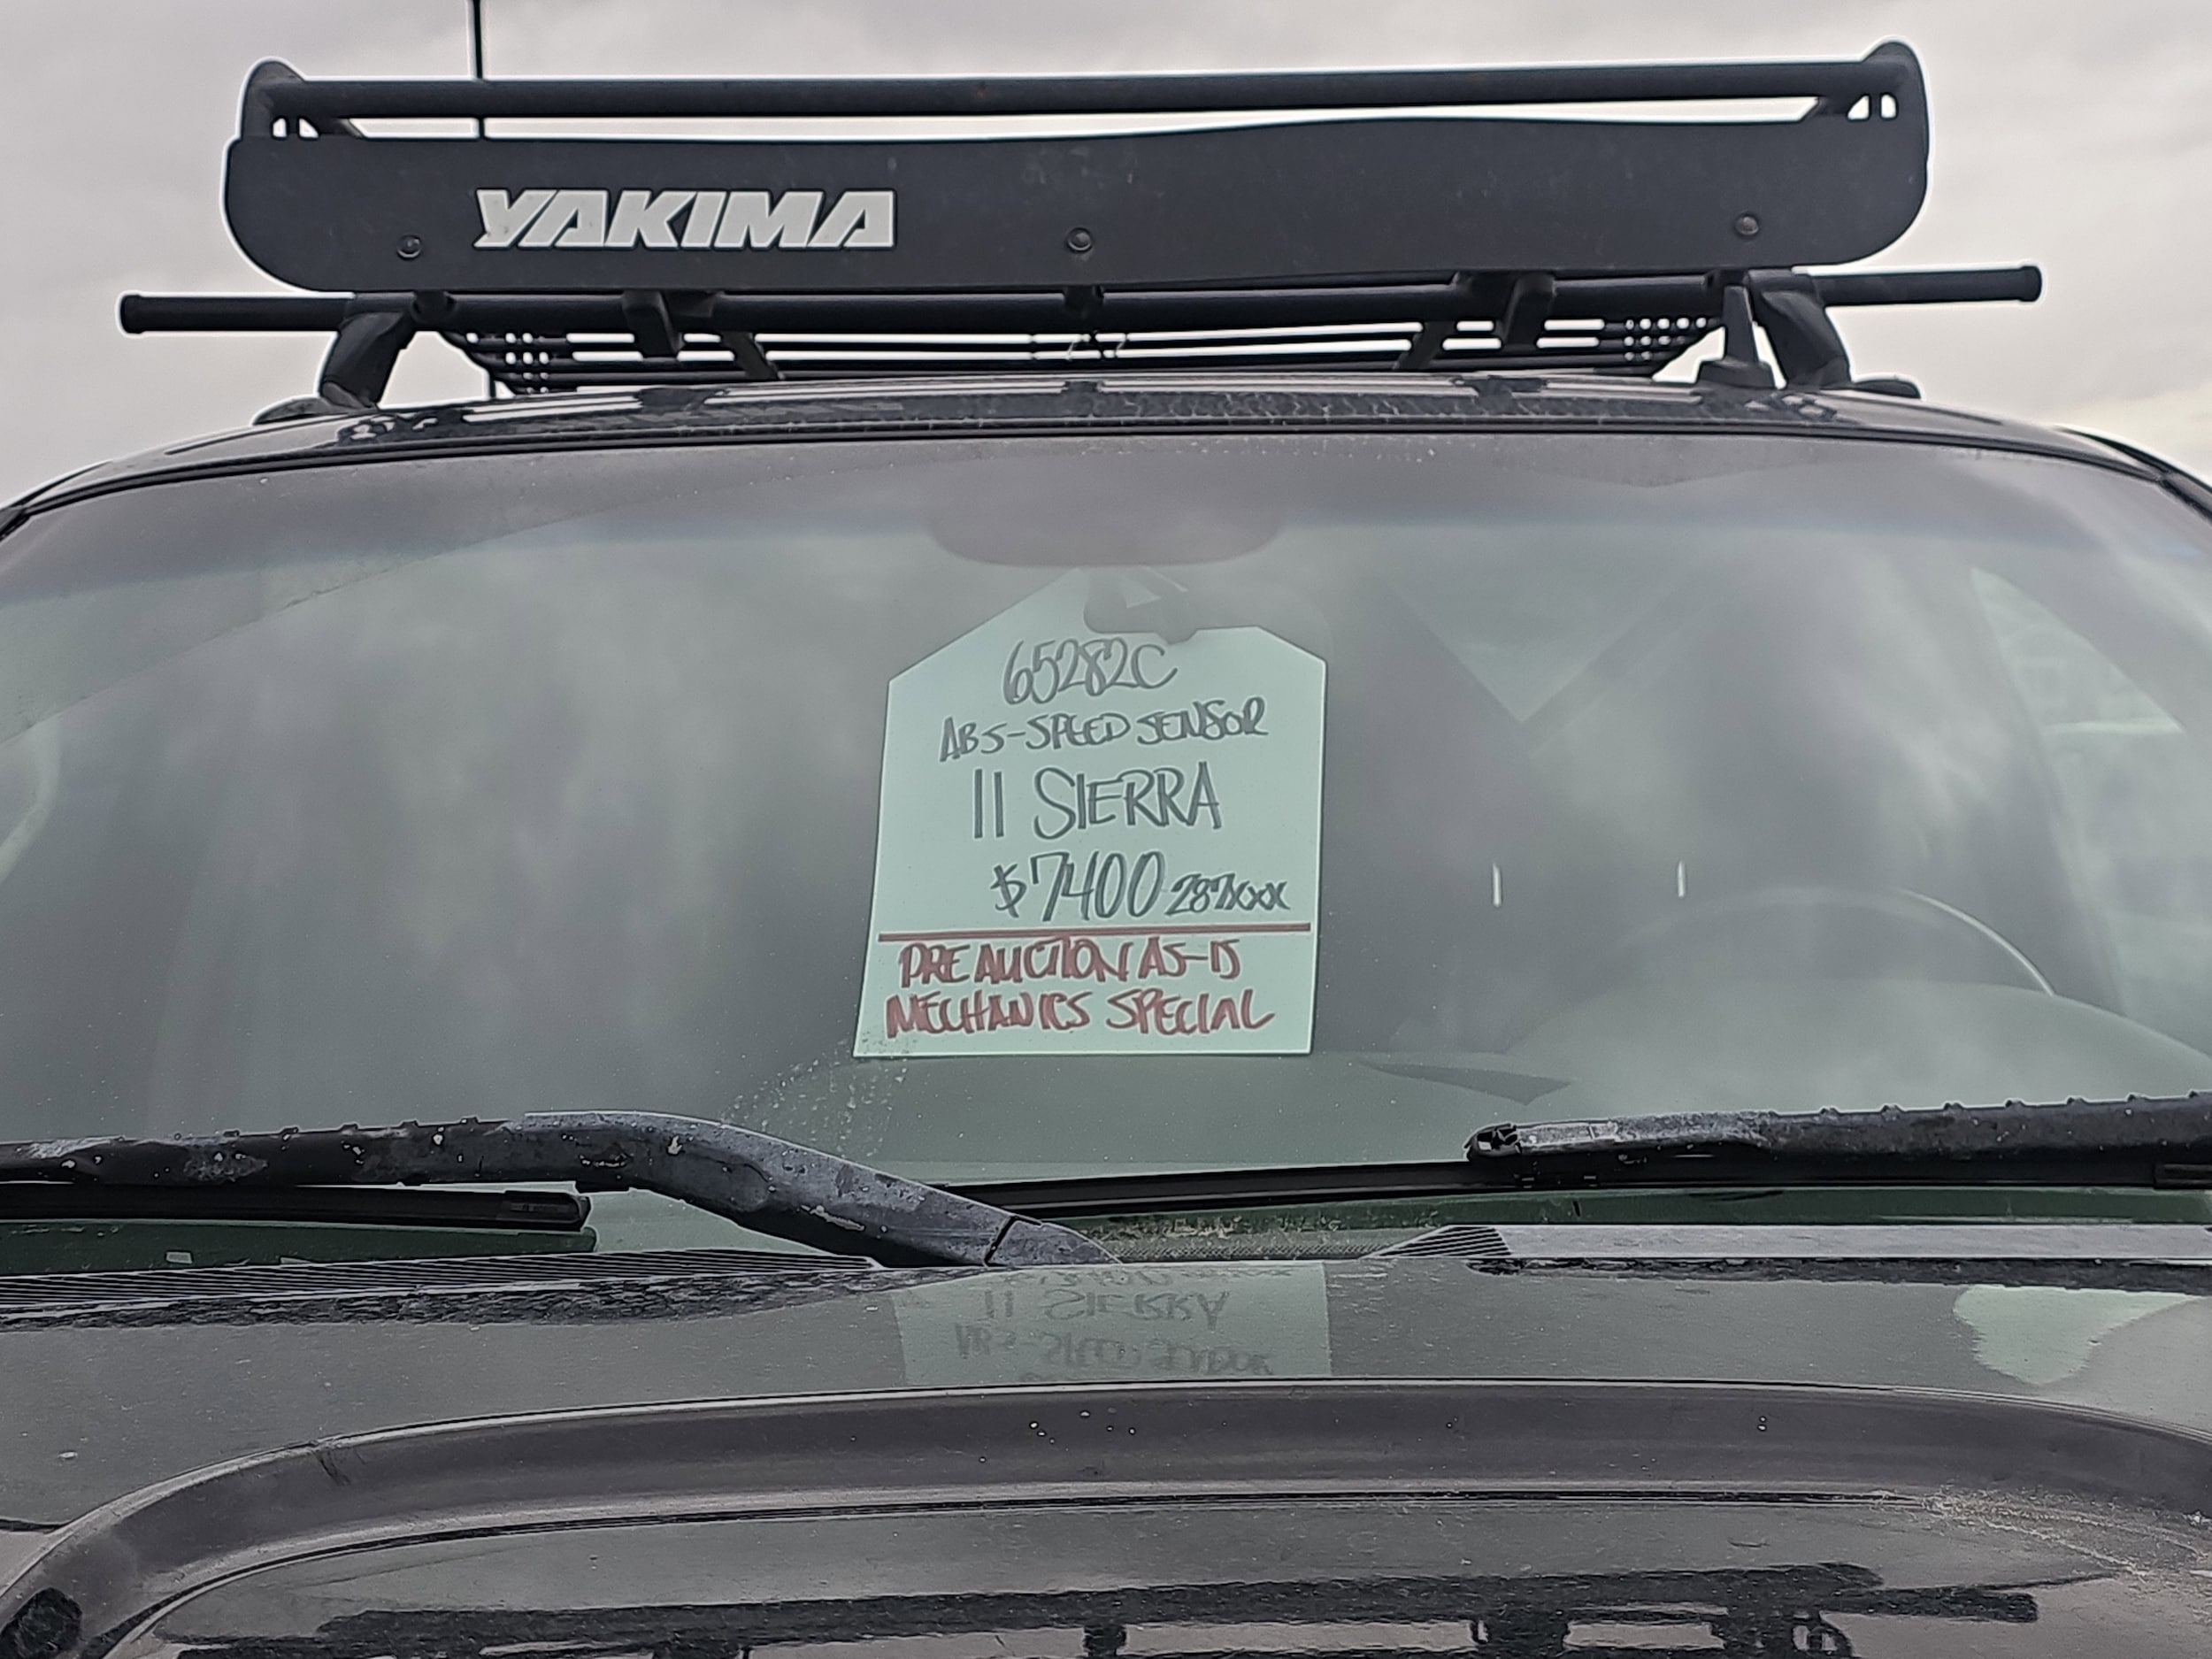 YAKIMA
65282C
ABS-SPEED SENSOR
11 SIERRA
$7400 287XXX
PRE AUCTION AS-IS
MECHANICS SPECIAL